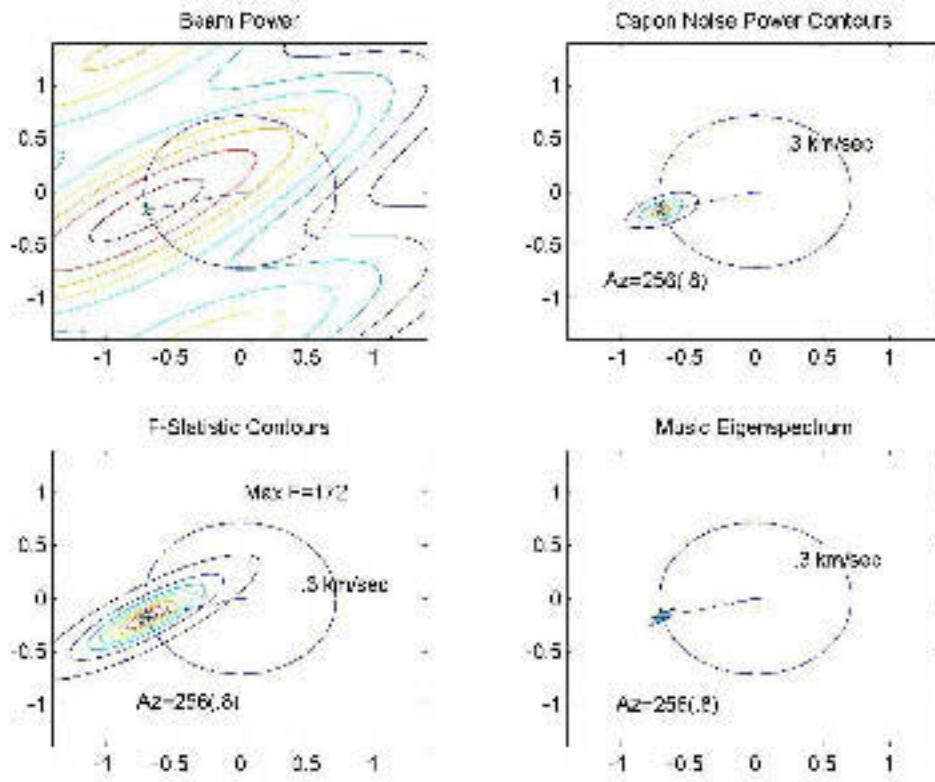 Beam Power
1
0.5
0
-0.5
-1
-1 -0.5 0 0.5 1
Capon Noise Power Contours
1
0.5
0
-0.5
-1
.3 km/sec
Az=256(.8)
-1 -0.5 0 0.5 1
F-Statistic Contours
1
0.5
0
-0.5
-1
Max F=172
.3 km/sec
Az=256(.8)
-1 -0.5 0 0.5 1
Music Eigenspectrum
1
0.5
0
-0.5
-1
.3 km/sec
Az=256(.8)
-1 -0.5 0 0.5 1